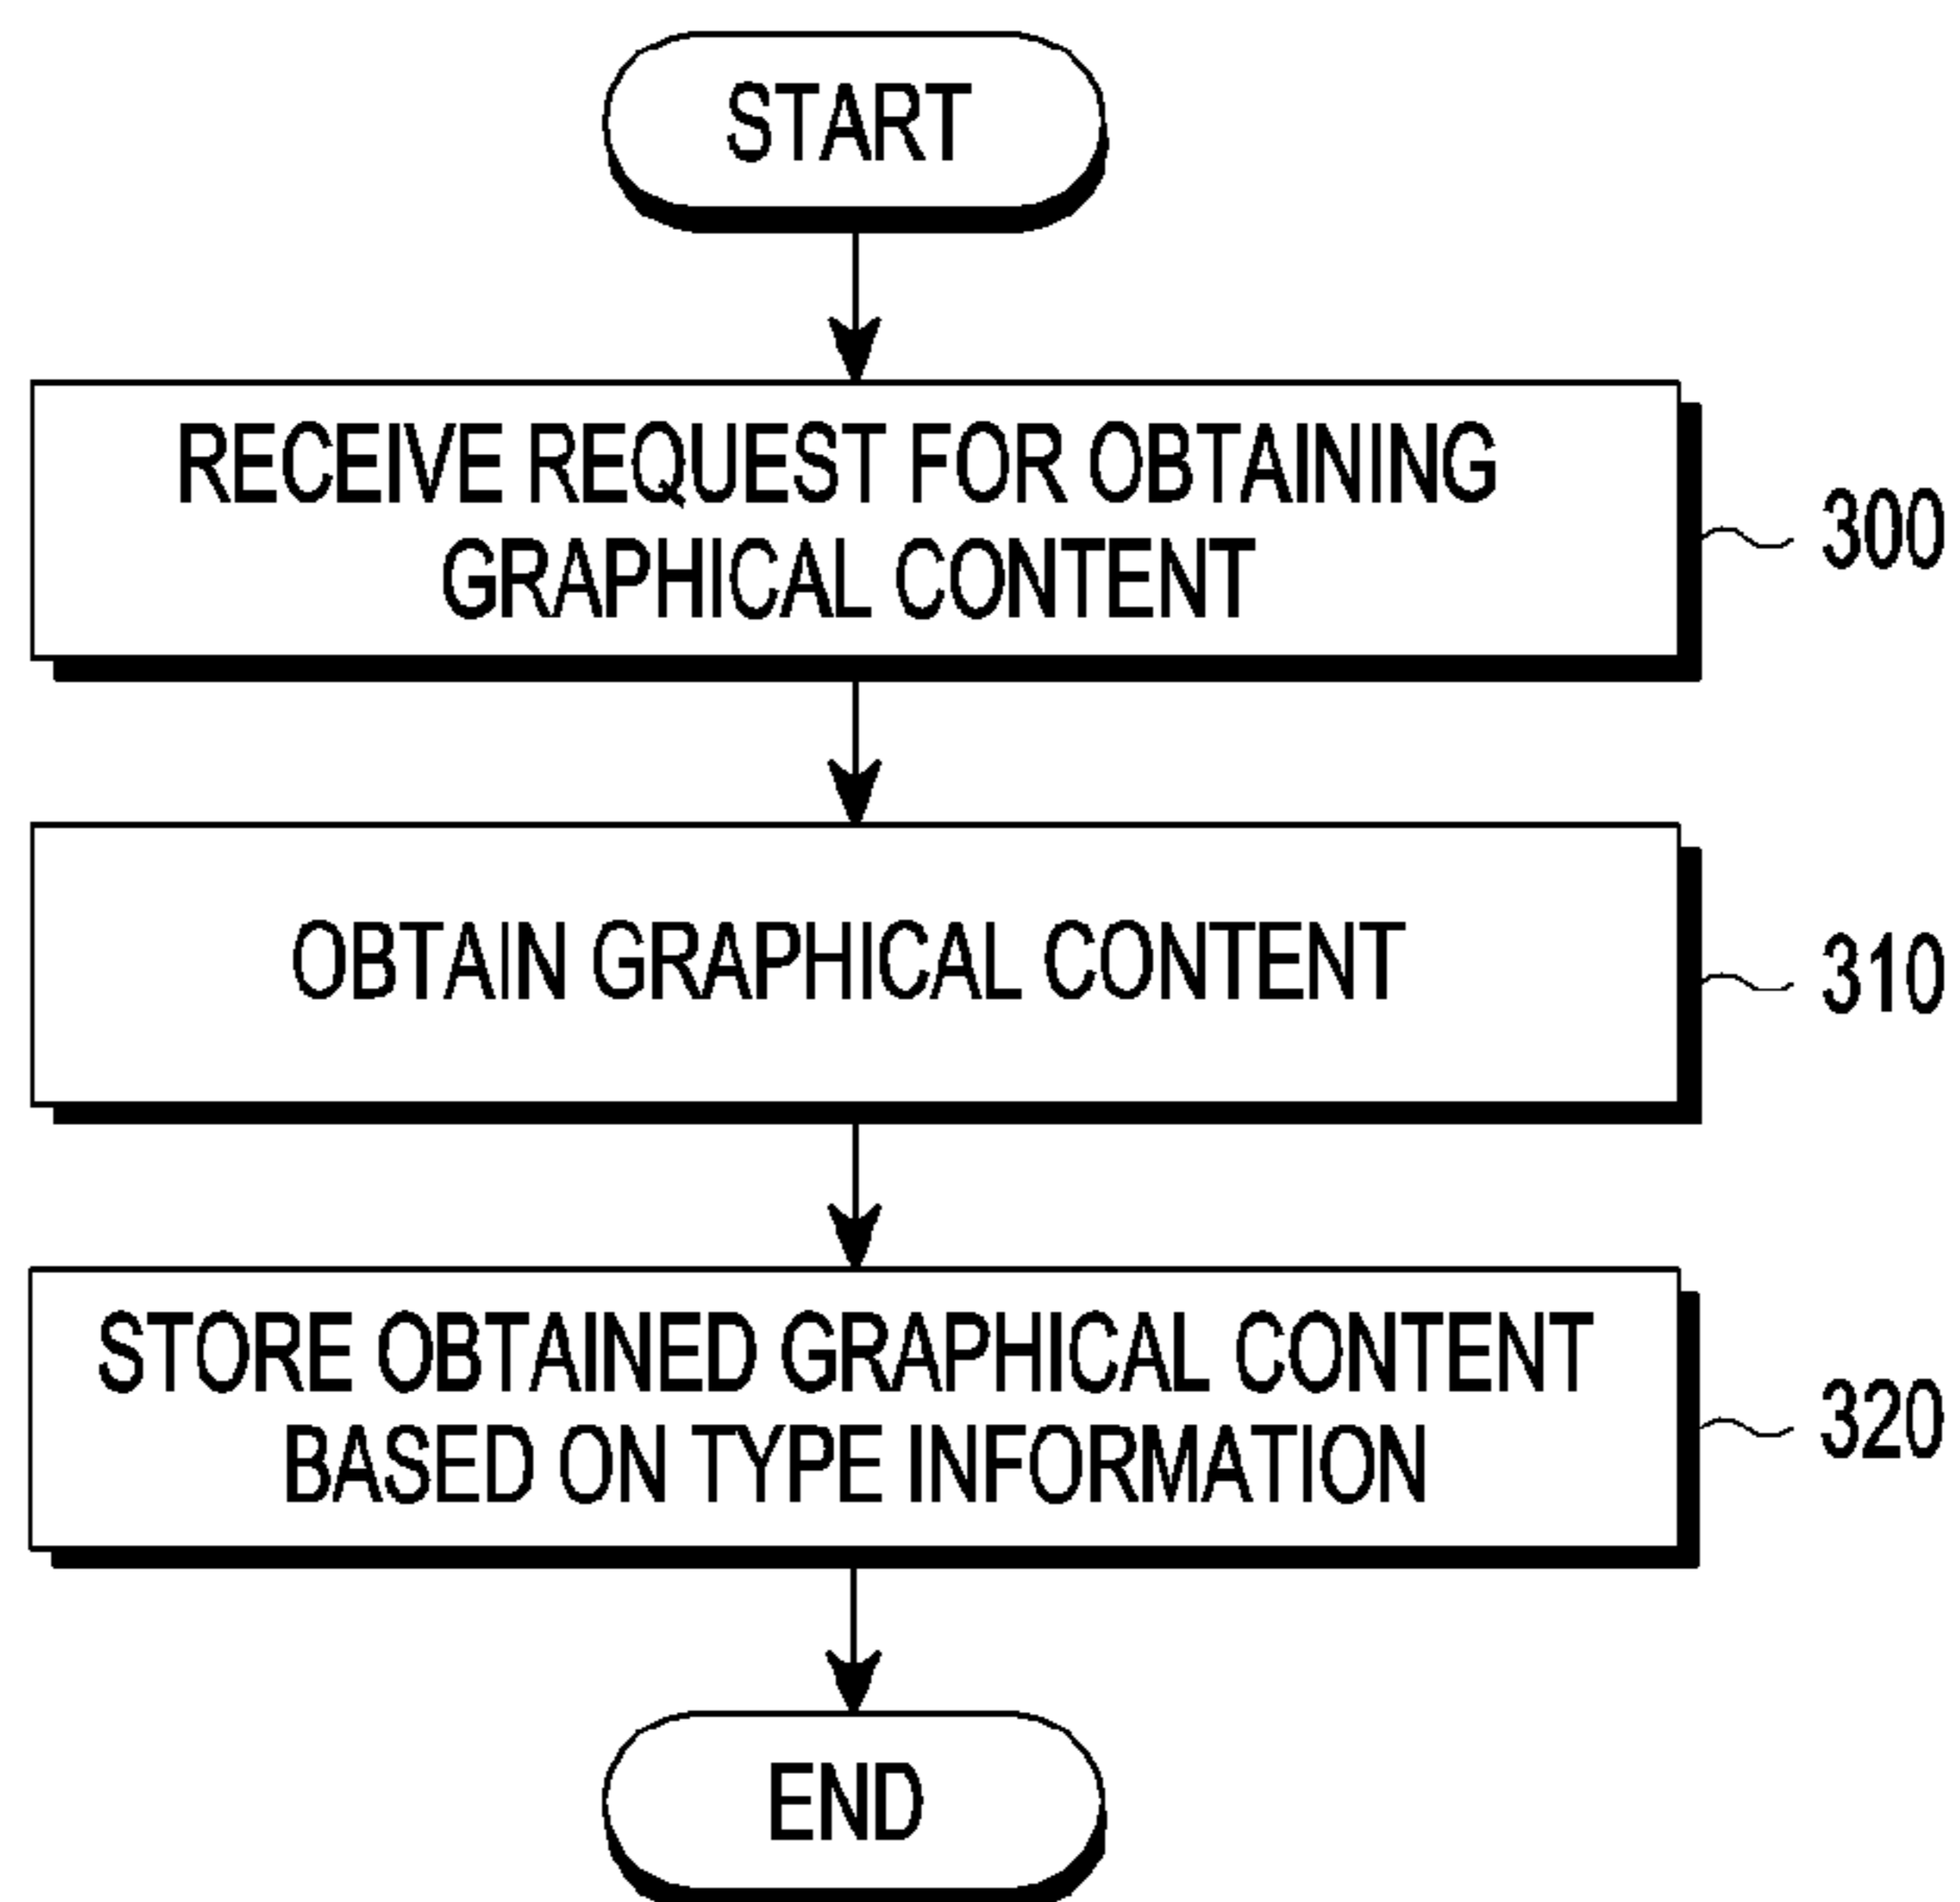 START
RECEIVE REQUEST FOR OBTAINING
GRAPHICAL CONTENT
300
OBTAIN GRAPHICAL CONTENT
310
STORE OBTAINED GRAPHICAL CONTENT
BASED ON TYPE INFORMATION
320
END